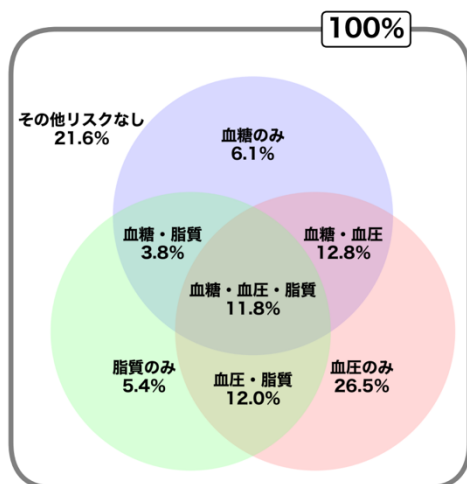 100%
その他リスクなし
21.6%
血糖のみ
6.1%
血糖・脂質
3.8%
血糖・血圧
12.8%
血糖・血圧・脂質
11.8%
脂質のみ
5.4%
血圧・脂質
12.0%
血圧のみ
26.5%